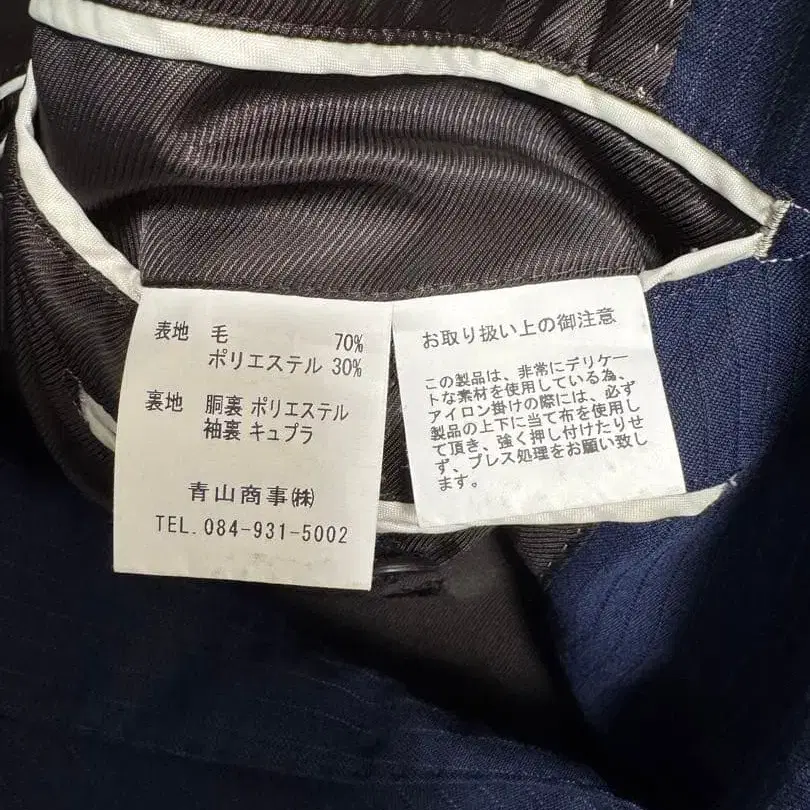 表地 毛 70%
ポリエステル 30%
裏地 胴裏 ポリエステル
袖裏 キュプラ
青山商事㈱
TEL. 084-931-5002
お取り扱い上の御注意
この製品は、非常にデリケー
トな素材を使用している為、
アイロン掛けの際には、必ず
製品の上下に当て布を使用し
て頂き、強く押し付けたりせ
ず、プレス処理をお願い致し
ます。